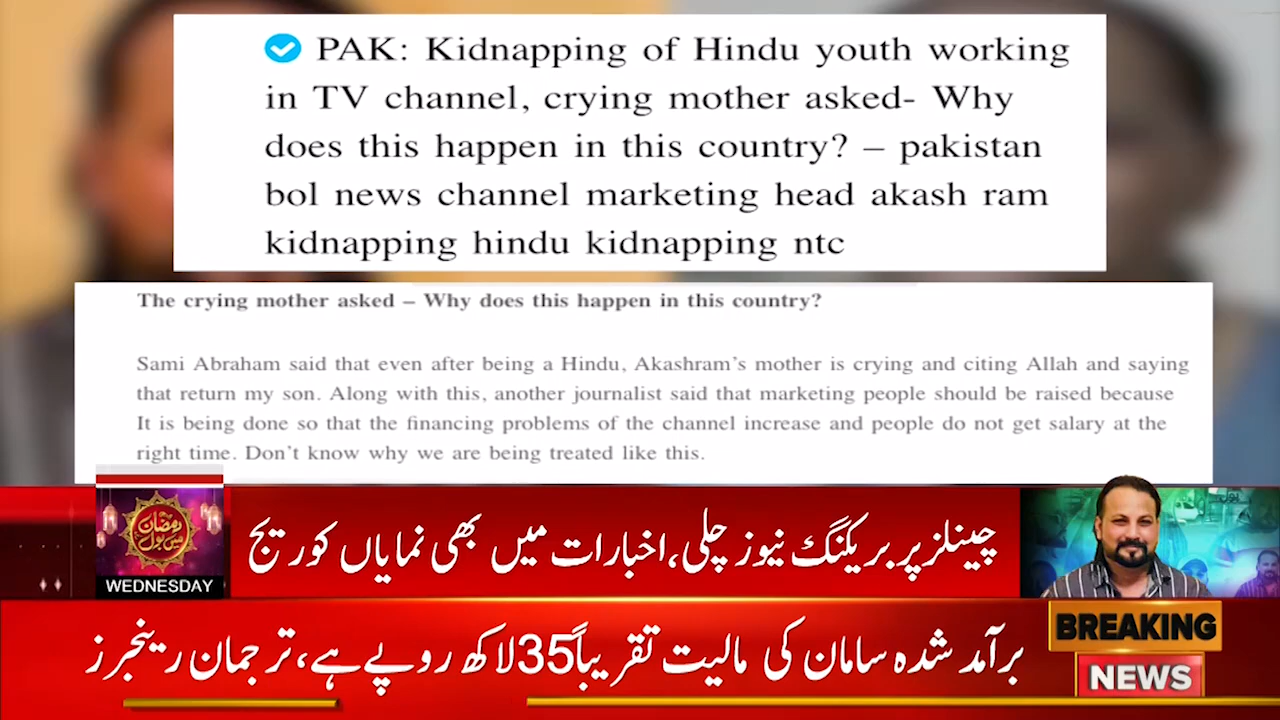 PAK: Kidnapping of Hindu youth working
in TV channel, crying mother asked- Why
does this happen in this country? – pakistan
bol news channel marketing head akash ram
kidnapping hindu kidnapping ntc
The crying mother asked – Why does this happen in this country?
Sami Abraham said that even after being a Hindu, Akashram's mother is crying and citing Allah and saying
that return my son. Along with this, another journalist said that marketing people should be raised because
It is being done so that the financing problems of the channel increase and people do not get salary at the
right time. Don't know why we are being treated like this.
رمضان
میں بول
WEDNESDAY
چینلز پر بریکنگ نیوز چلی، اخبارات میں بھی نمایاں کوریج
برآمد شدہ سامان کی مالیت تقریباً 35 لاکھ روپے ہے، ترجمان رینجرز
BREAKING
NEWS